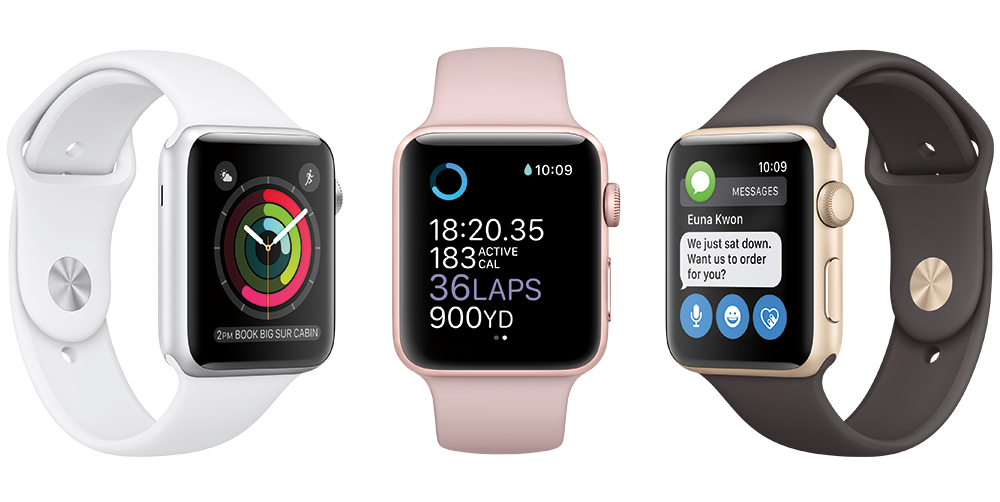 2PM BOOK BIG SUR CABIN
10:09
18:20.35
183 ACTIVE CAL
36LAPS
900YD
10:09
MESSAGES
Euna Kwon
We just sat down.
Want us to order
for you?